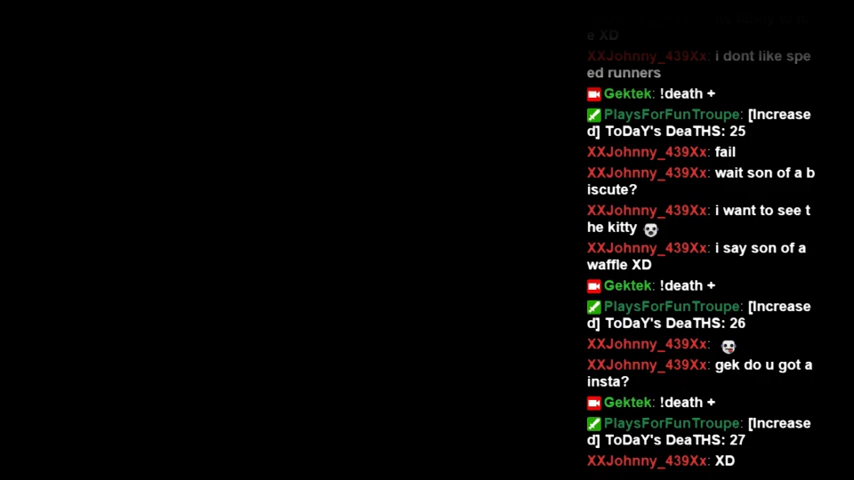 e XD
XXJohnny_439Xx: i dont like spe
ed runners
Gektek: !death +
PlaysForFunTroupe: [Increase
d] ToDaY's DeaTHS: 25
XXJohnny_439Xx: fail
XXJohnny_439Xx: wait son of a b
iscute?
XXJohnny_439Xx: i want to see t
he kitty
XXJohnny_439Xx: i say son of a
waffle XD
Gektek: !death +
PlaysForFunTroupe: [Increase
d] ToDaY's DeaTHS: 26
XXJohnny_439Xx:
XXJohnny_439Xx: gek do u got a
insta?
Gektek: !death +
PlaysForFunTroupe: [Increase
d] ToDaY's DeaTHS: 27
XXJohnny_439Xx: XD